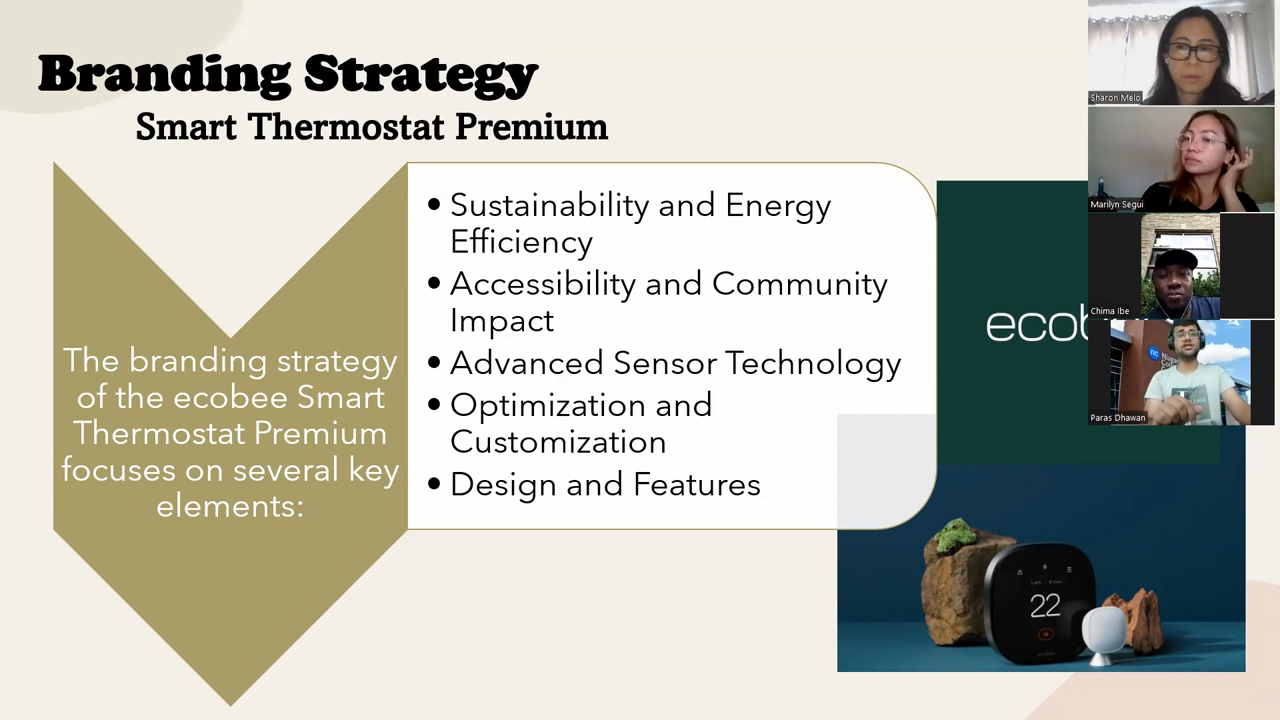 Branding Strategy
Smart Thermostat Premium
The branding strategy
of the ecobee Smart
Thermostat Premium
focuses on several key
elements:
• Sustainability and Energy
Efficiency
• Accessibility and Community
Impact
• Advanced Sensor Technology
• Optimization and
Customization
• Design and Features
22
Sharon Melo
Marilyn Segui
Chima Ibe
nc
Paras Dhawan